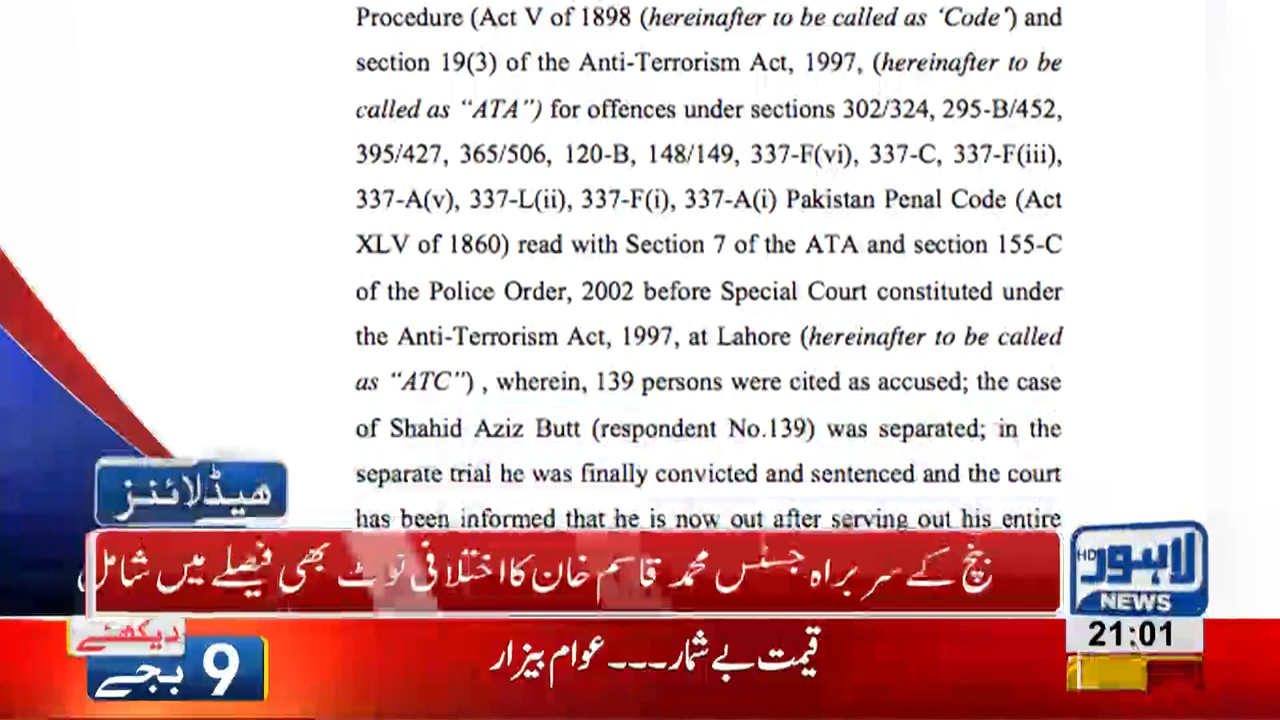 Procedure (Act V of 1898 (hereinafter to be called as ‘Code’) and
section 19(3) of the Anti-Terrorism Act, 1997, (hereinafter to be
called as “ATA”) for offences under sections 302/324, 295-B/452,
395/427, 365/506, 120-B, 148/149, 337-F(vi), 337-C, 337-F(iii),
337-A(v), 337-L(ii), 337-F(i), 337-A(i) Pakistan Penal Code (Act
XLV of 1860) read with Section 7 of the ATA and section 155-C
of the Police Order, 2002 before Special Court constituted under
the Anti-Terrorism Act, 1997, at Lahore (hereinafter to be called
as “ATC”) , wherein, 139 persons were cited as accused; the case
of Shahid Aziz Butt (respondent No.139) was separated; in the
separate trial he was finally convicted and sentenced and the court
has been informed that he is now out after serving out his entire
ہیڈلائنز
بنچ کے سربراہ جسٹس محمد قاسم خان کا اختلافی نوٹ بھی فیصلے میں شامل
لاہور HD
NEWS
21:01
دیکھئے
9 بجے
قیمت بے شمار۔۔۔عوام بیزار